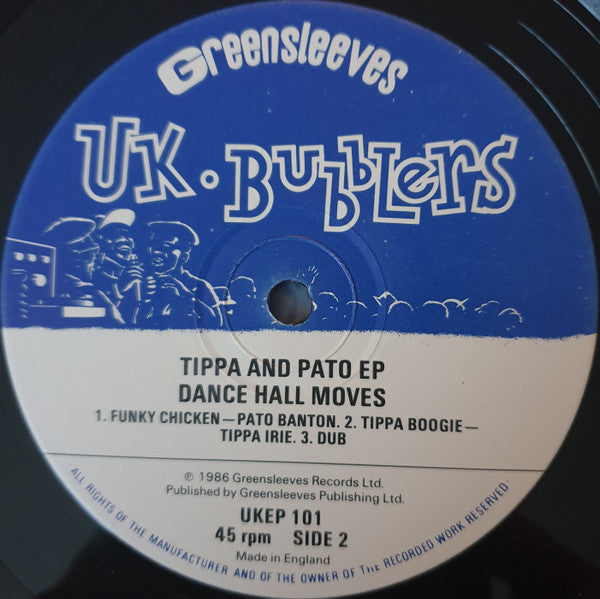 Greensleeves
UK·BUbbLers
TIPPA AND PATO EP
DANCE HALL MOVES
1. FUNKY CHICKEN—PATO BANTON. 2. TIPPA BOOGIE—
TIPPA IRIE. 3. DUB
℗ 1986 Greensleeves Records Ltd.
Published by Greensleeves Publishing Ltd.
UKEP 101
45 rpm SIDE 2
Made in England
ALL RIGHTS OF THE MANUFACTURER AND OF THE OWNER OF THE RECORDED WORK RESERVED